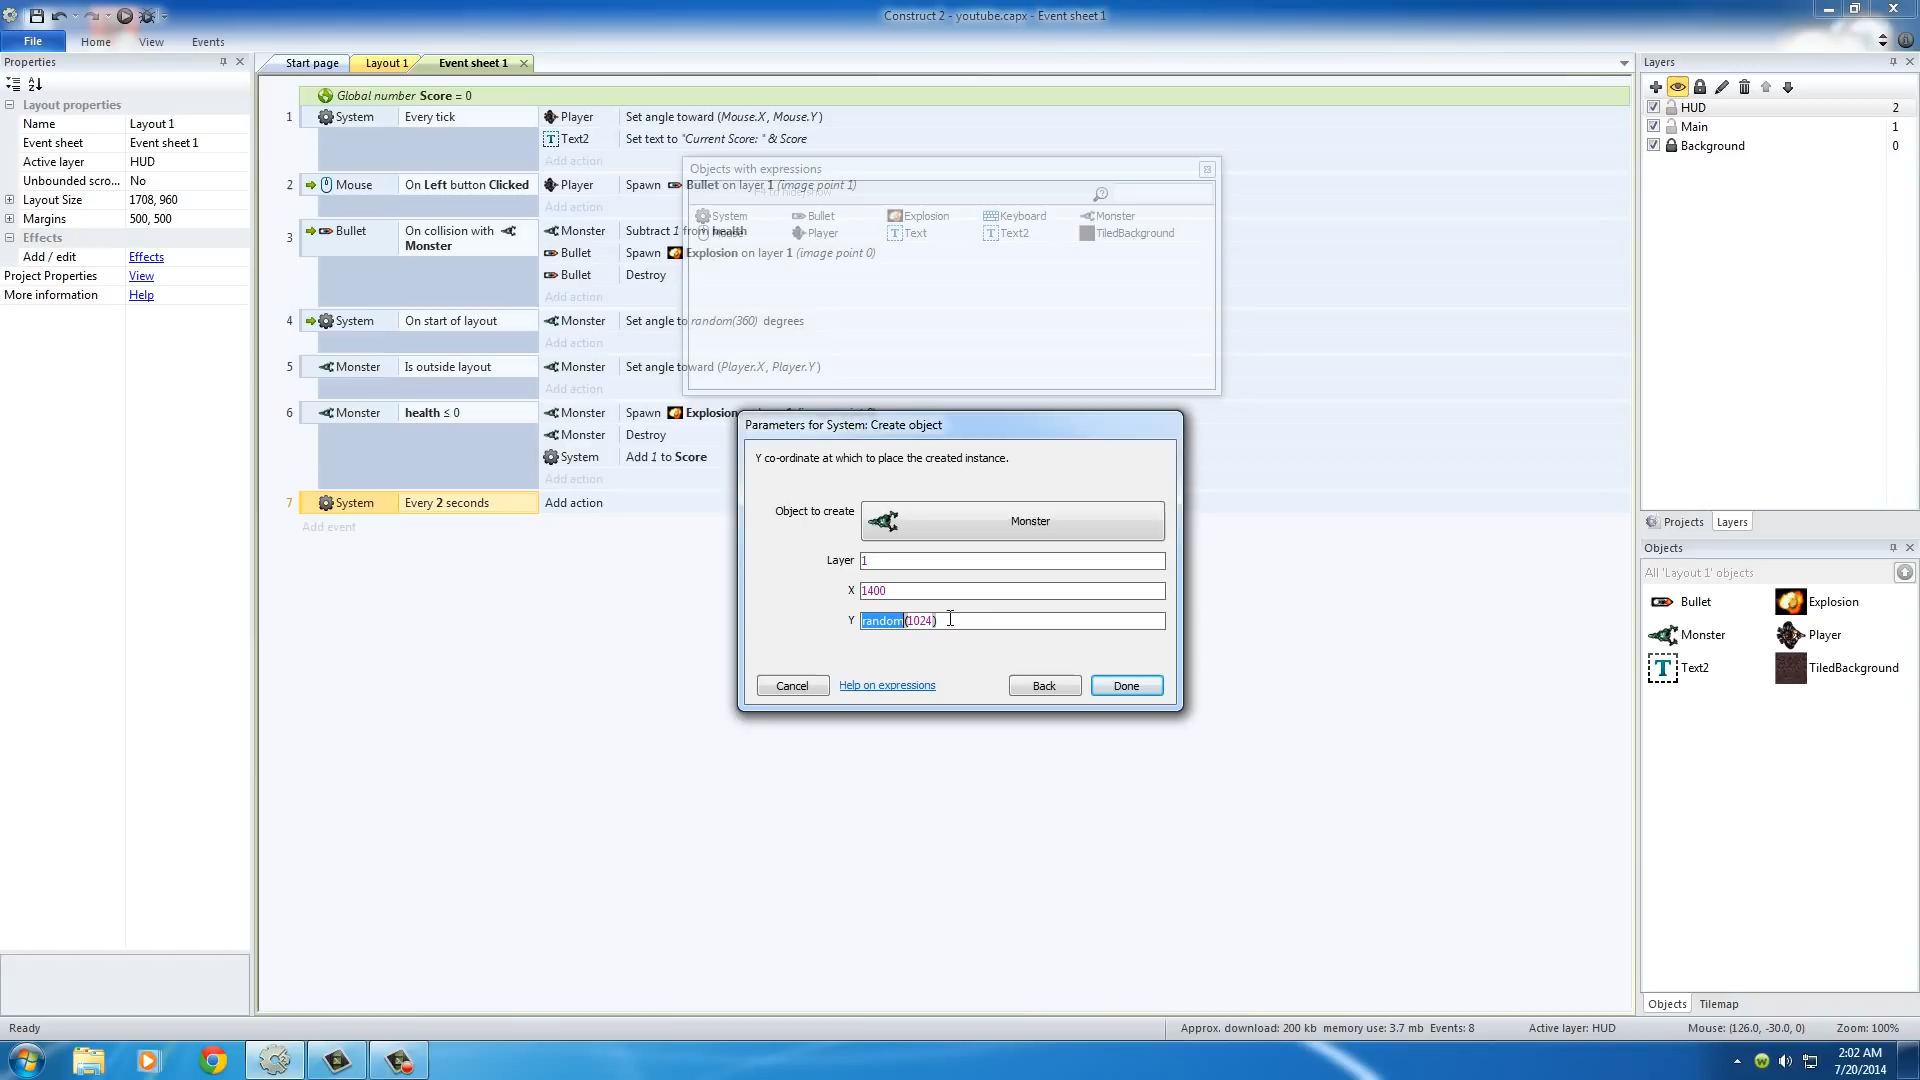 Construct 2 - youtube.capx - Event sheet 1
File Home View Events
Properties
Layout properties
Name Layout 1
Event sheet Event sheet 1
Active layer HUD
Unbounded scro... No
Layout Size 1708, 960
Margins 500, 500
Effects
Add / edit Effects
Project Properties View
More information Help
Start page Layout 1 Event sheet 1
Global number Score = 0
1 System Every tick Player Set angle toward (Mouse.X, Mouse.Y)
Text2 Set text to "Current Score: " & Score
Add action
2 Mouse On Left button Clicked Player Spawn Bullet on layer 1 (image point 1)
Add action
3 Bullet On collision with Monster Monster Subtract 1 from health
Bullet Spawn Explosion on layer 1 (image point 0)
Bullet Destroy
Add action
4 System On start of layout Monster Set angle to random(360) degrees
Add action
5 Monster Is outside layout Monster Set angle toward (Player.X, Player.Y)
Add action
6 Monster health ≤ 0 Monster Spawn Explosion
Monster Destroy
System Add 1 to Score
Add action
7 System Every 2 seconds Add action
Add event
Objects with expressions
System Bullet Explosion Keyboard Monster
Mouse Player Text Text2 TiledBackground
Parameters for System: Create object
Y co-ordinate at which to place the created instance.
Object to create Monster
Layer 1
X 1400
Y random(1024)
Cancel Help on expressions Back Done
Layers
HUD 2
Main 1
Background 0
Projects Layers
Objects
All 'Layout 1' objects
Bullet Explosion
Monster Player
Text2 TiledBackground
Objects Tilemap
Ready Approx. download: 200 kb memory use: 3.7 mb Events: 8 Active layer: HUD Mouse: (126.0, -30.0, 0) Zoom: 100%
2:02 AM
7/20/2014